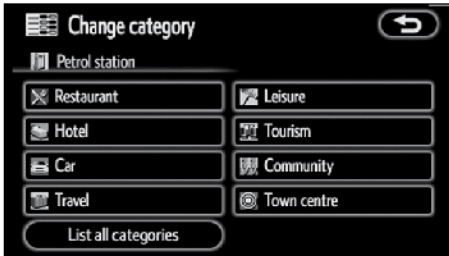 Change category
Petrol station
Restaurant
Leisure
Hotel
Tourism
Car
Community
Travel
Town centre
List all categories